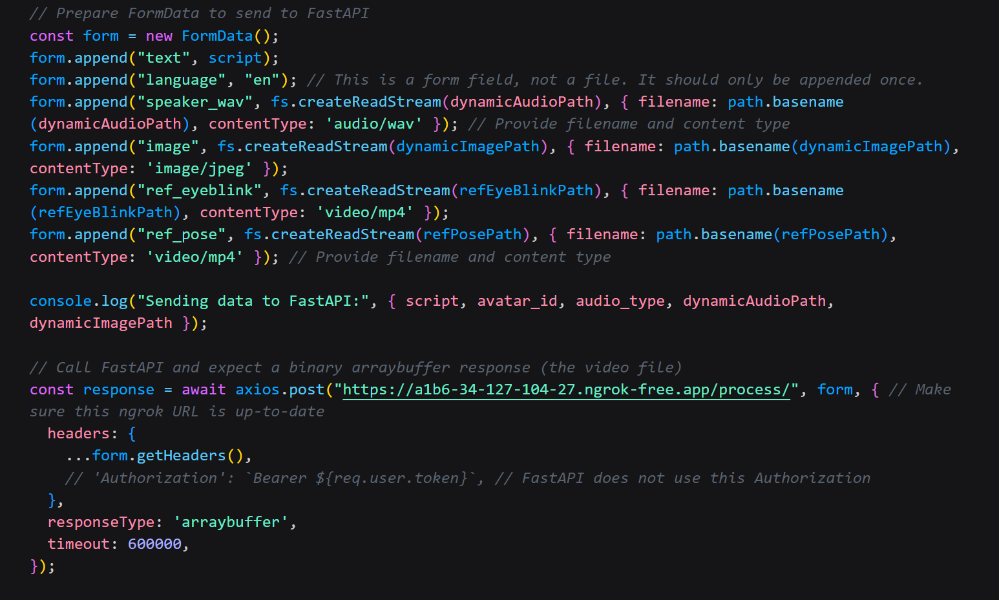 // Prepare FormData to send to FastAPI
const form = new FormData();
form.append("text", script);
form.append("language", "en"); // This is a form field, not a file. It should only be appended once.
form.append("speaker_wav", fs.createReadStream(dynamicAudioPath), { filename: path.basename
(dynamicAudioPath), contentType: 'audio/wav' }); // Provide filename and content type
form.append("image", fs.createReadStream(dynamicImagePath), { filename: path.basename(dynamicImagePath),
contentType: 'image/jpeg' });
form.append("ref_eyeblink", fs.createReadStream(refEyeBlinkPath), { filename: path.basename
(refEyeBlinkPath), contentType: 'video/mp4' });
form.append("ref_pose", fs.createReadStream(refPosePath), { filename: path.basename(refPosePath),
contentType: 'video/mp4' }); // Provide filename and content type

console.log("Sending data to FastAPI:", { script, avatar_id, audio_type, dynamicAudioPath,
dynamicImagePath });

// Call FastAPI and expect a binary arraybuffer response (the video file)
const response = await axios.post("https://a1b6-34-127-104-27.ngrok-free.app/process/", form, { // Make
sure this ngrok URL is up-to-date
  headers: {
    ...form.getHeaders(),
    // 'Authorization': `Bearer ${req.user.token}`, // FastAPI does not use this Authorization
  },
  responseType: 'arraybuffer',
  timeout: 600000,
});